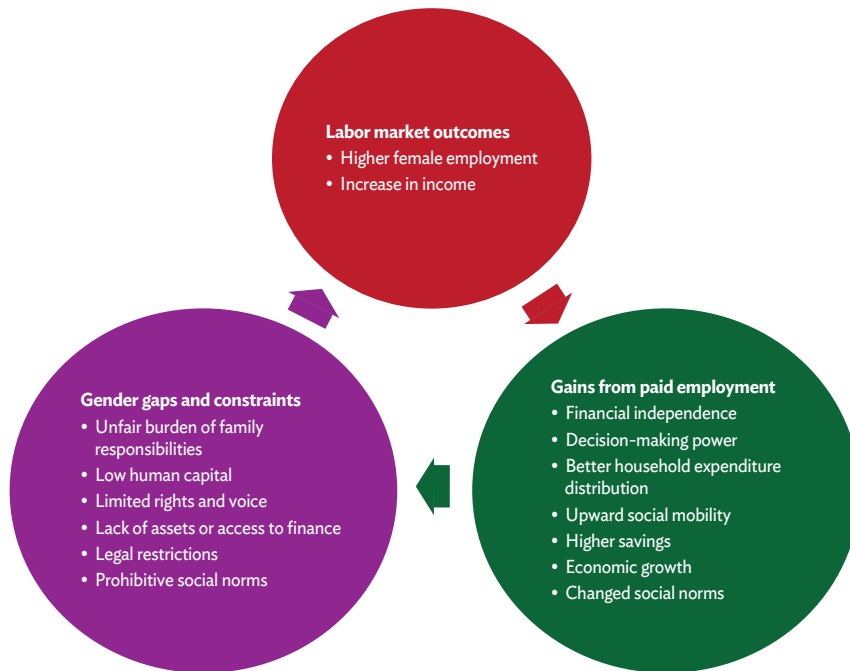 Labor market outcomes
• Higher female employment
• Increase in income
Gender gaps and constraints
• Unfair burden of family
responsibilities
• Low human capital
• Limited rights and voice
• Lack of assets or access to finance
• Legal restrictions
• Prohibitive social norms
Gains from paid employment
• Financial independence
• Decision-making power
• Better household expenditure
distribution
• Upward social mobility
• Higher savings
• Economic growth
• Changed social norms